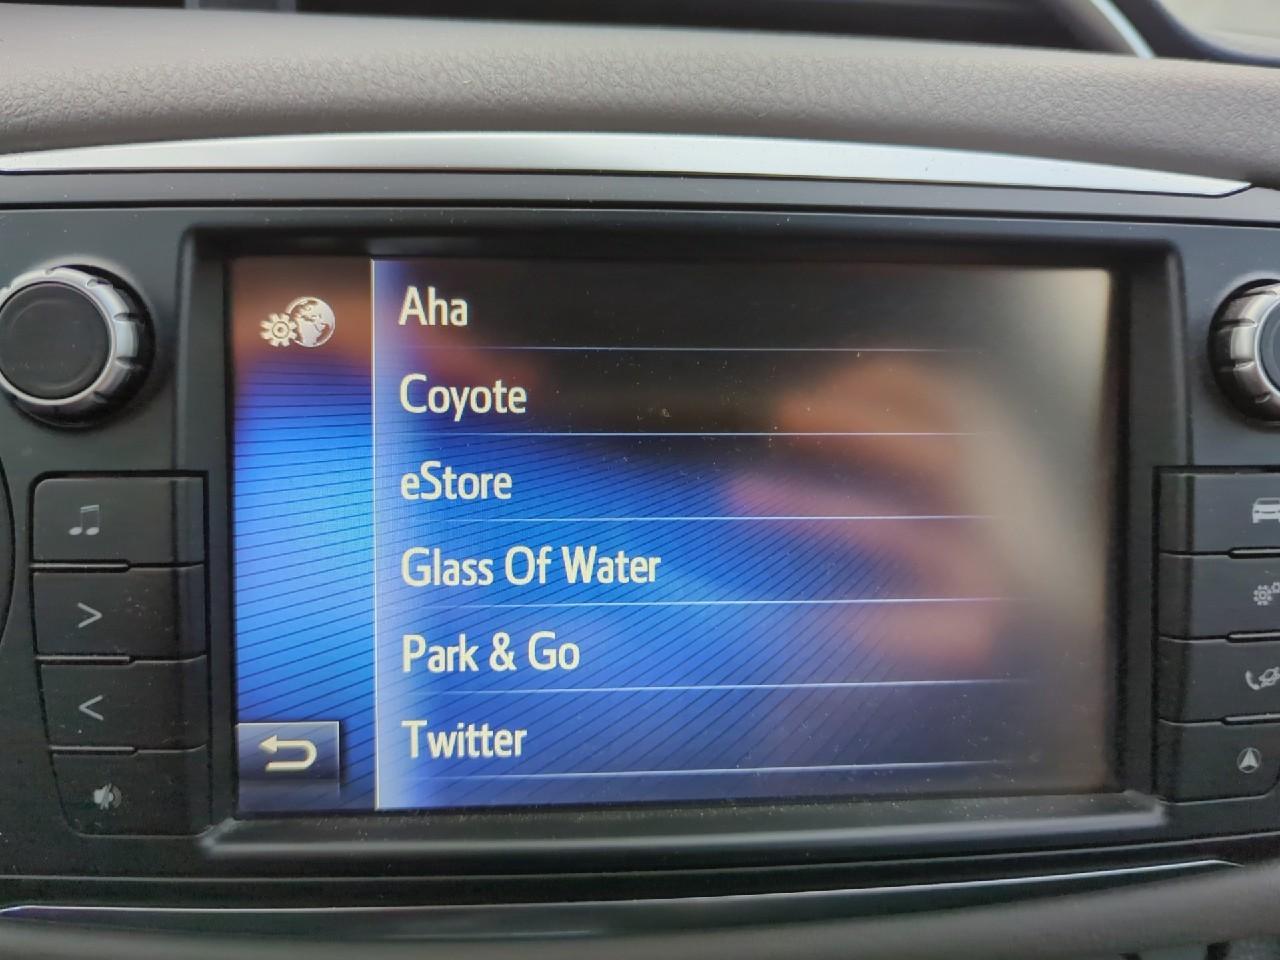 Aha
Coyote
eStore
Glass Of Water
Park & Go
Twitter